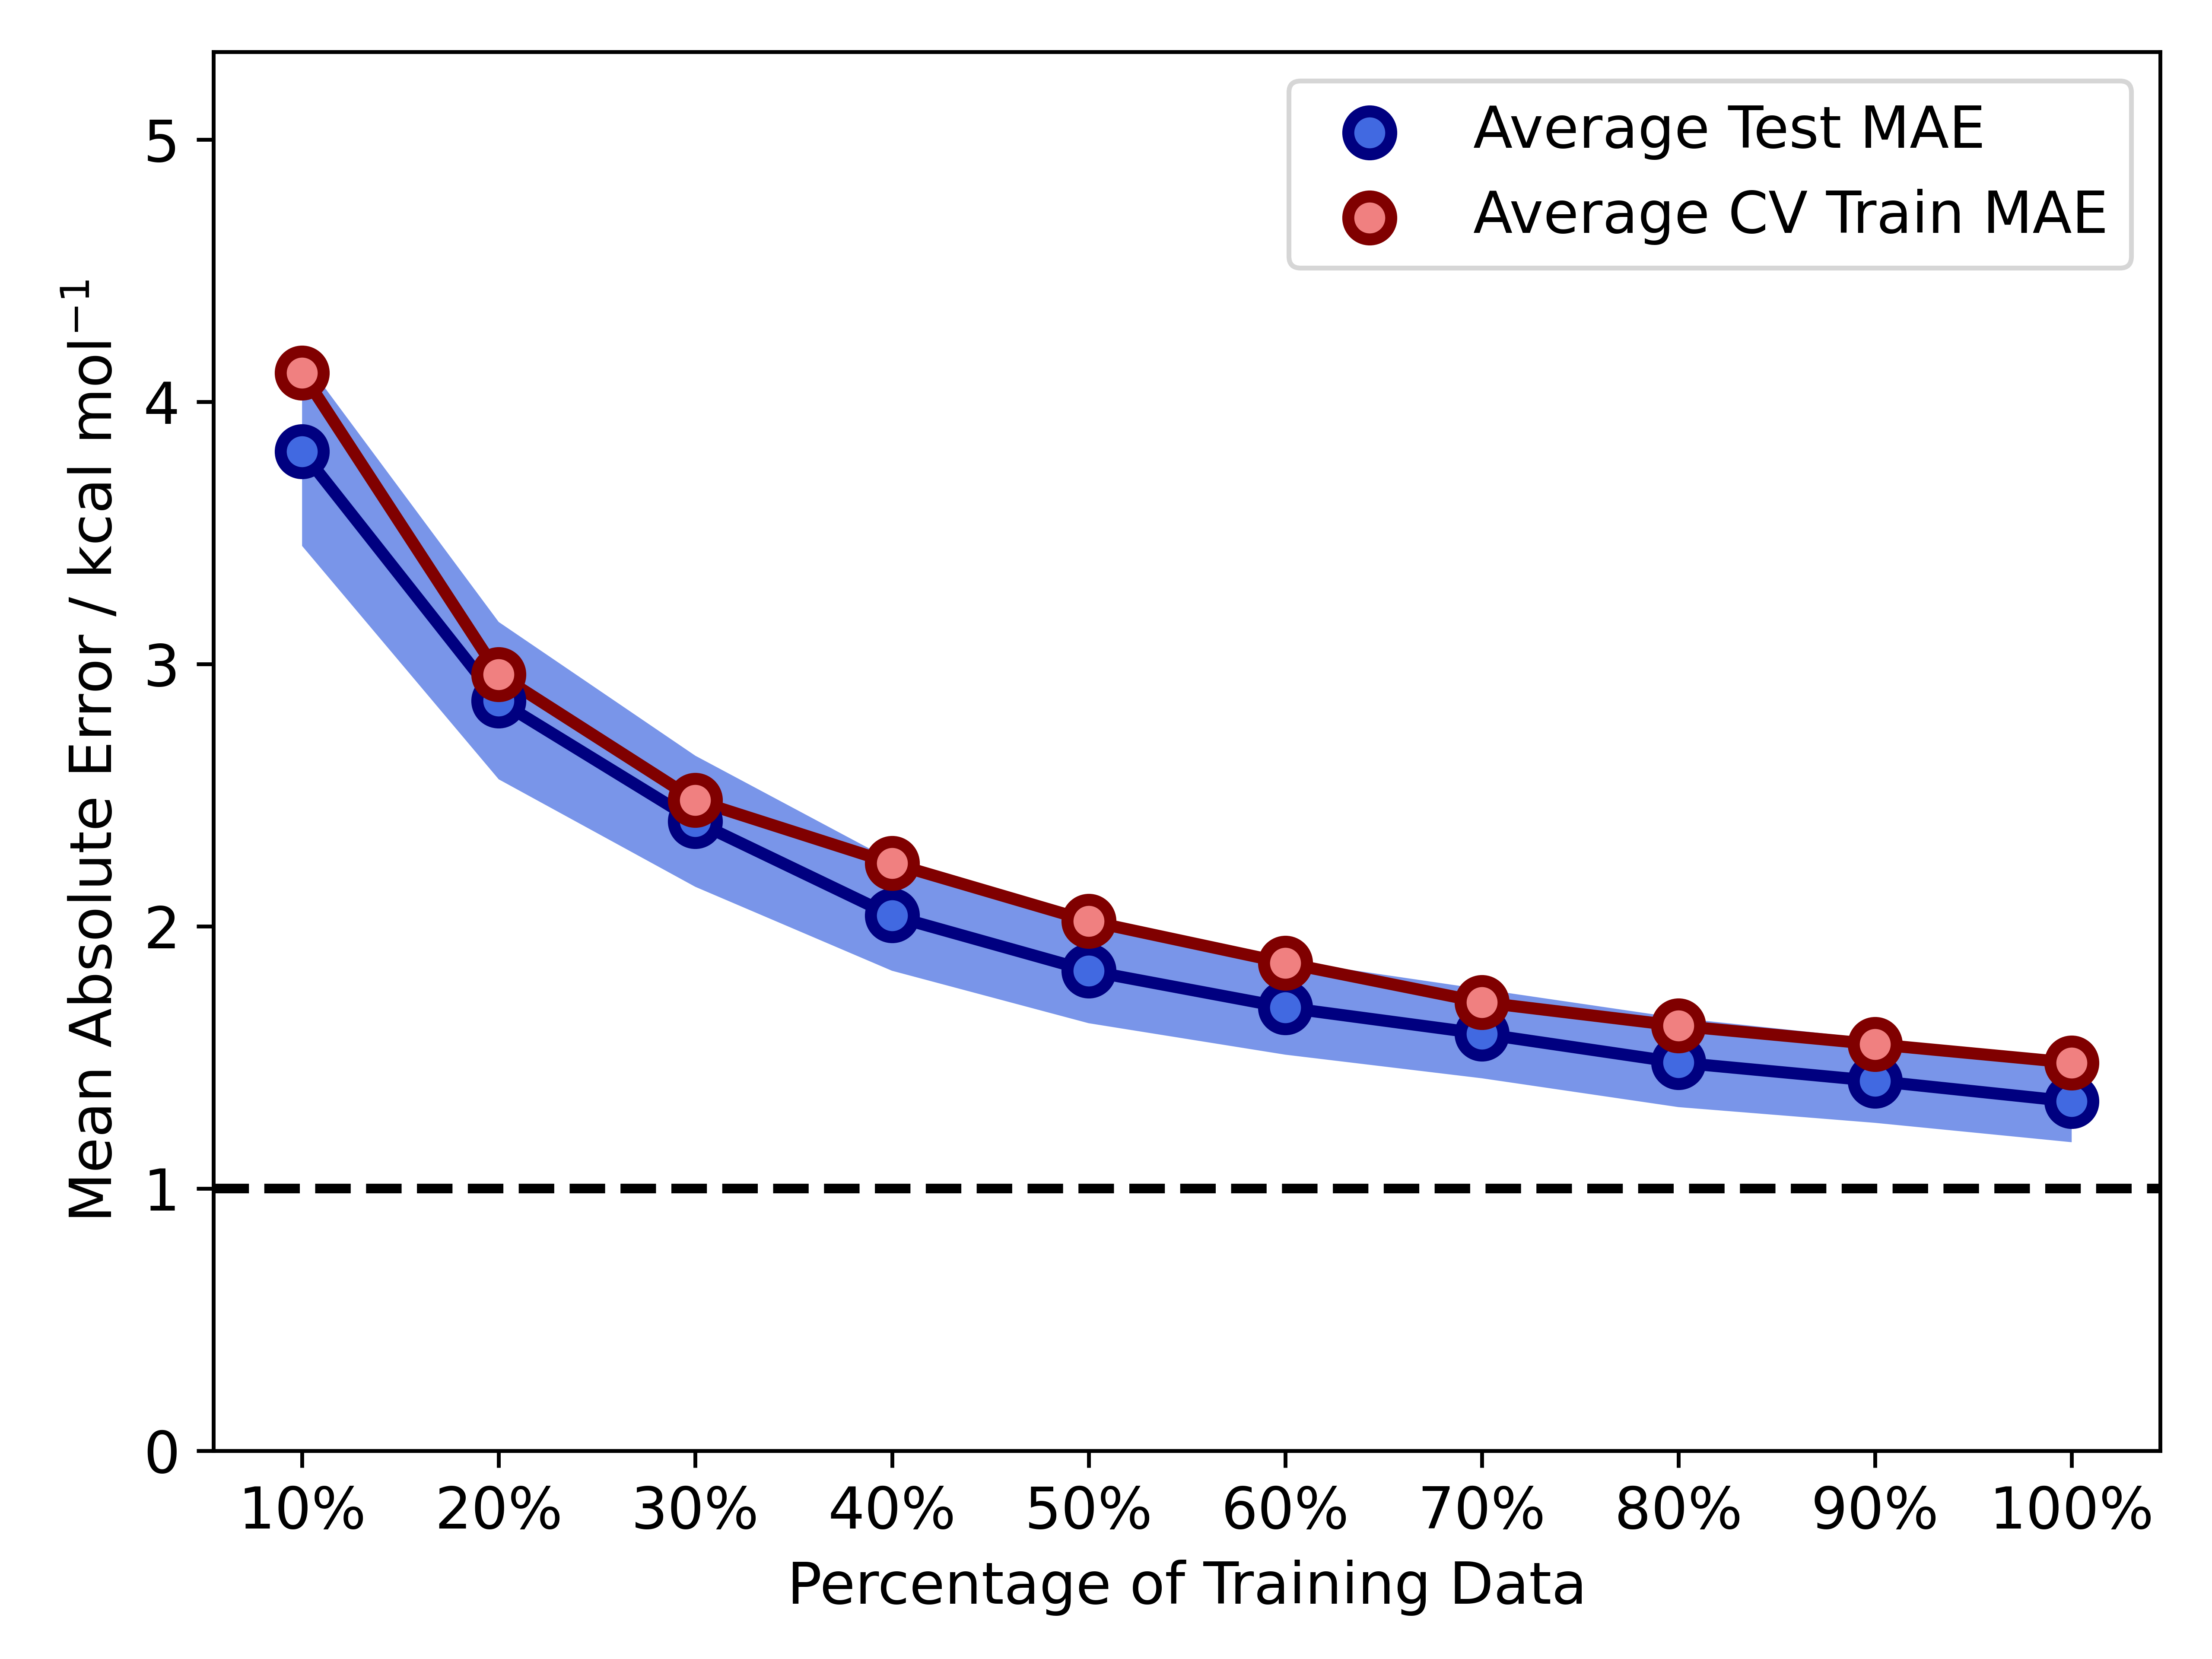 Average Test MAE
Average CV Train MAE
Mean Absolute Error / kcal mol⁻¹
5
4
3
2
1
0
10% 20% 30% 40% 50% 60% 70% 80% 90% 100%
Percentage of Training Data